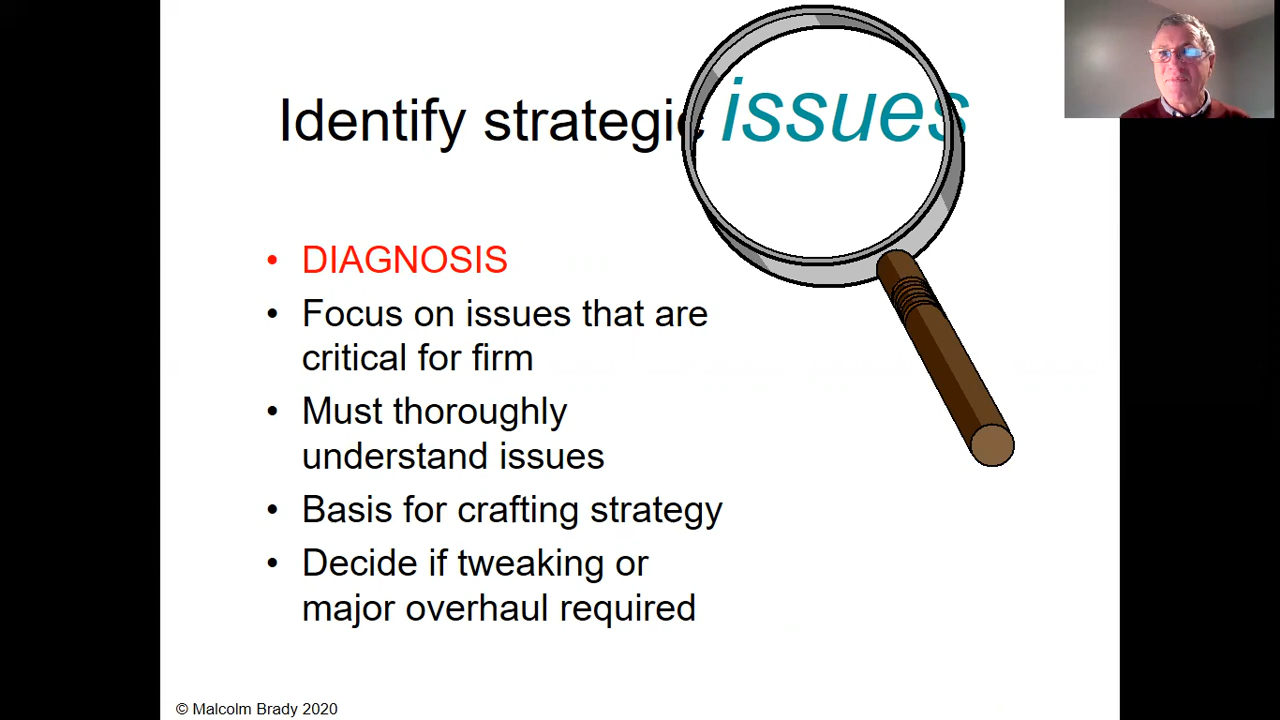 Identify strategic issues
• DIAGNOSIS
• Focus on issues that are
critical for firm
• Must thoroughly
understand issues
• Basis for crafting strategy
• Decide if tweaking or
major overhaul required
© Malcolm Brady 2020